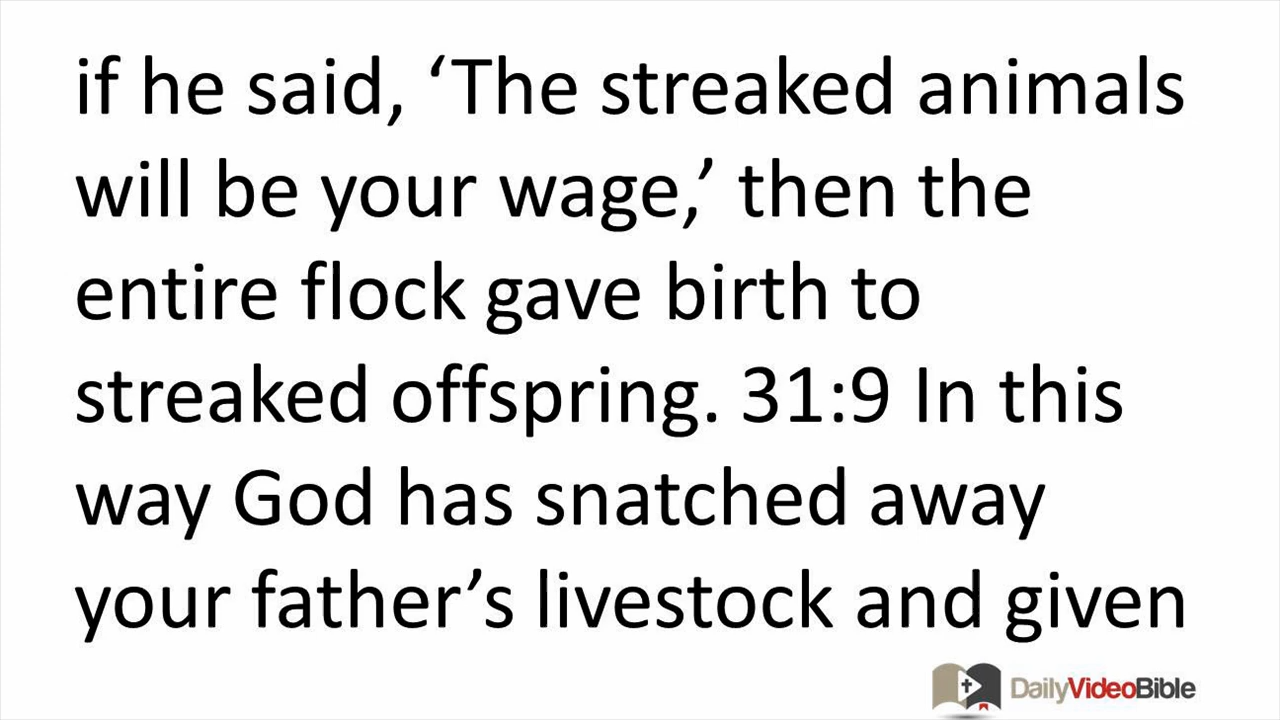 if he said, ‘The streaked animals
will be your wage,’ then the
entire flock gave birth to
streaked offspring. 31:9 In this
way God has snatched away
your father’s livestock and given
DailyVideoBible